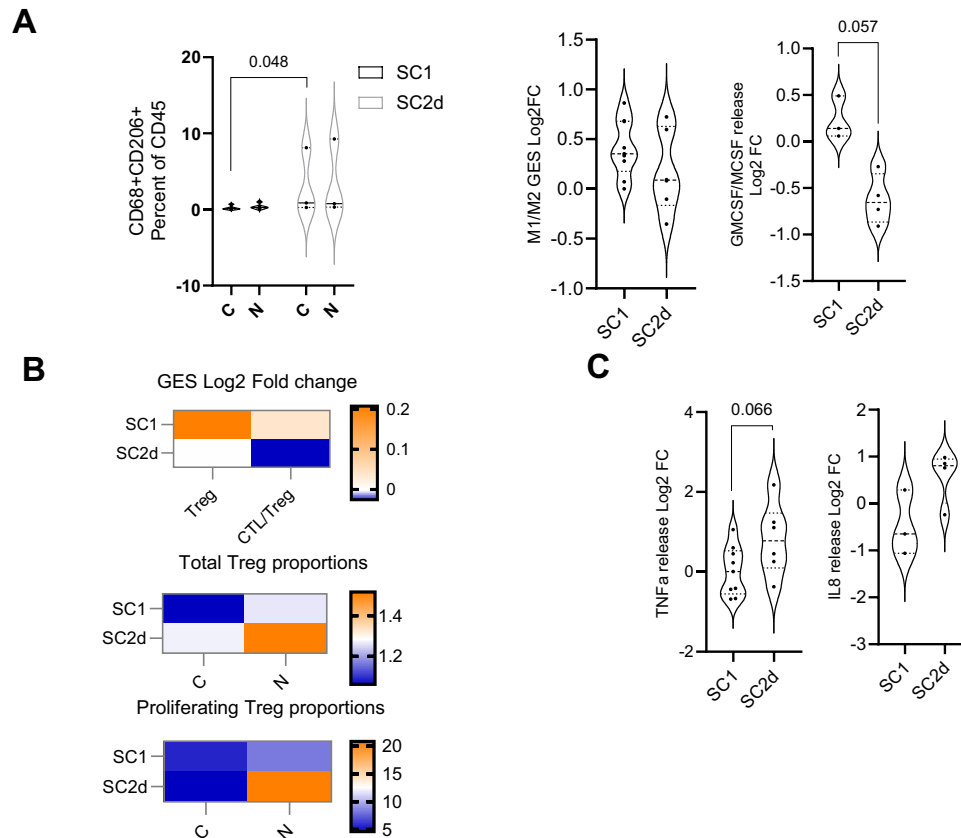 A
20
10
0
-10
CD68+CD206+
Percent of CD45
0.048
SC1
SC2d
C
N
C
N
1.5
1.0
0.5
0.0
0.5
-1.0
M1/M2 GES Log2FC
SC1
SC2d
0.057
1.0
0.5
0.0
-0.5
-1.0
-1.5
GMCSF/MCSF release
Log2 FC
SC1
SC2d
B
GES Log2 Fold change
SC1
SC2d
Treg
CTL/Treg
0.2
0.1
0
Total Treg proportions
SC1
SC2d
C
N
1.4
1.2
Proliferating Treg proportions
SC1
SC2d
C
N
20
15
10
5
C
0.066
4
2
0
-2
TNFa release Log2 FC
SC1
SC2d
2
1
0
-1
-2
-3
IL8 release Log2 FC
SC1
SC2d